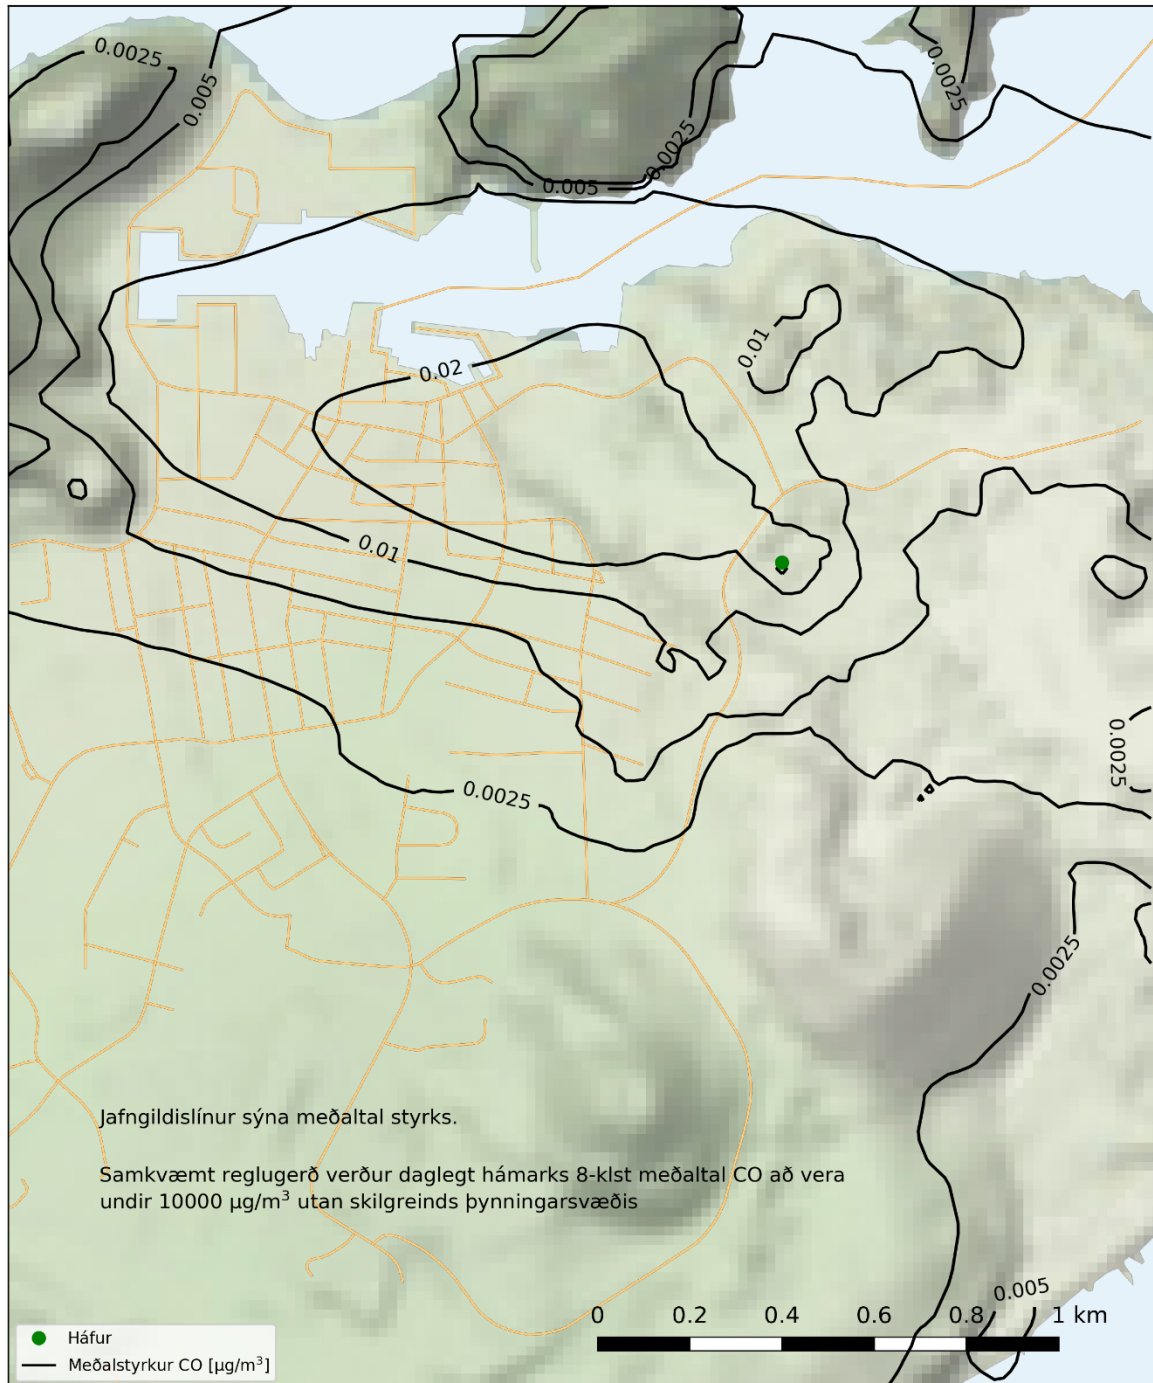 0.0025
0.005
0.0025
0.0025
0.005
0.01
0.02
0.01
0.0025
0.0025
0.0025
0.005
Jafngildislínur sýna meðaltal styrks.
Samkvæmt reglugerð verður daglegt hámarks 8-klst meðaltal CO að vera
undir 10000 µg/m³ utan skilgreinds þynningarsvæðis
0 0.2 0.4 0.6 0.8 1 km
Háfur
Meðalstyrkur CO [µg/m³]